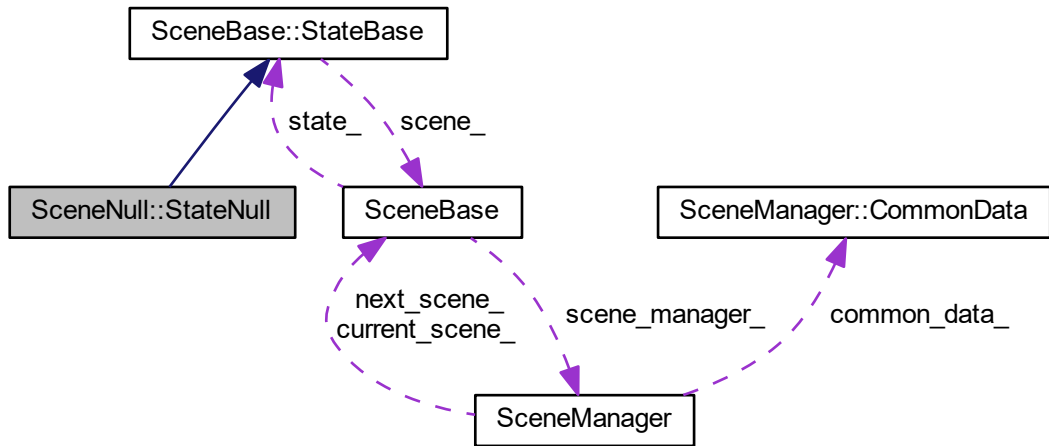 SceneBase::StateBase
state_
scene_
SceneNull::StateNull
SceneBase
SceneManager::CommonData
next_scene_
current_scene_
scene_manager_
common_data_
SceneManager